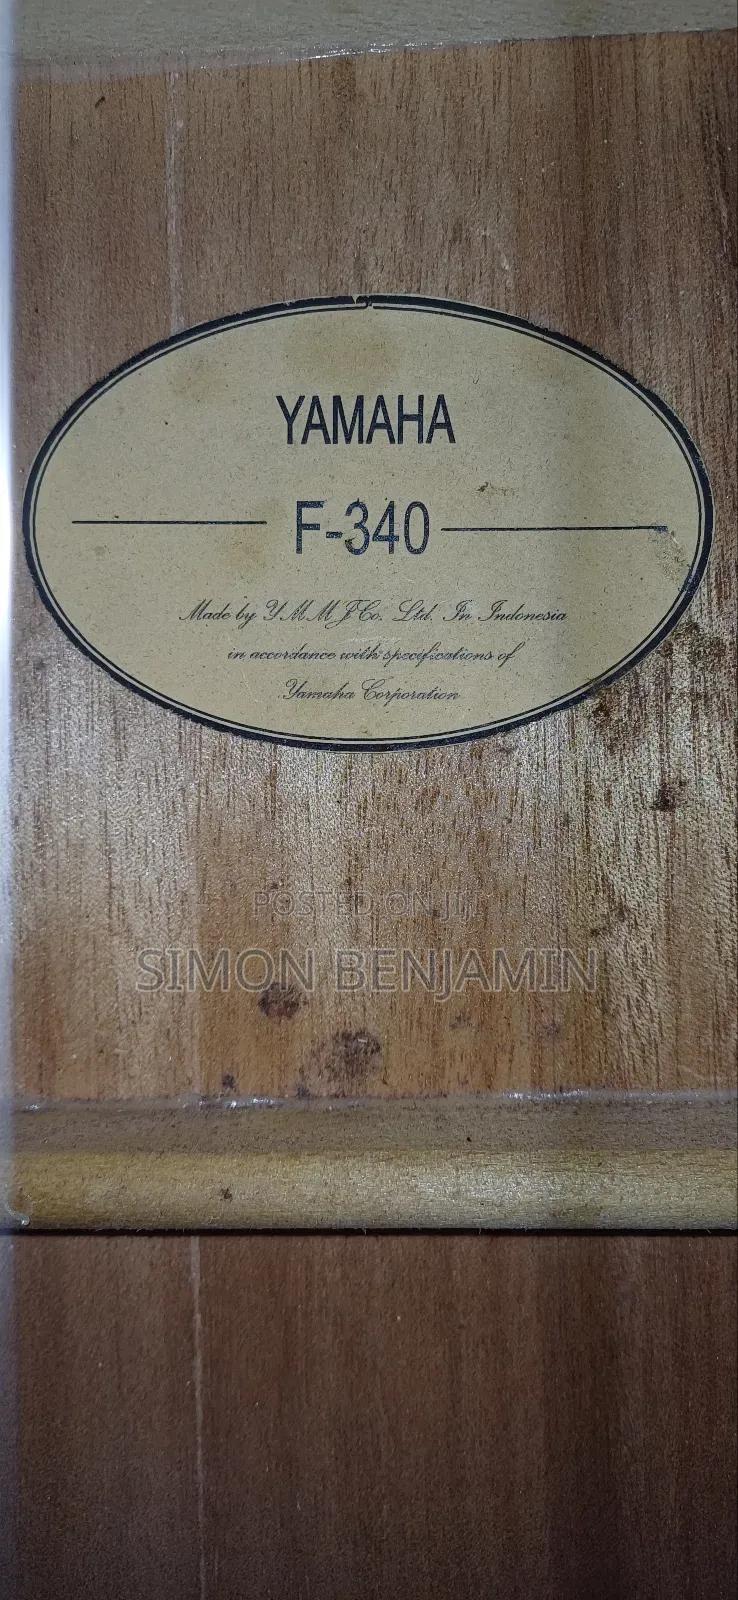 YAMAHA
F-340
Made by Y M M J Co. Ltd. In Indonesia
in accordance with specifications of
Yamaha Corporation
POSTED ON JIJI
SIMON BENJAMIN